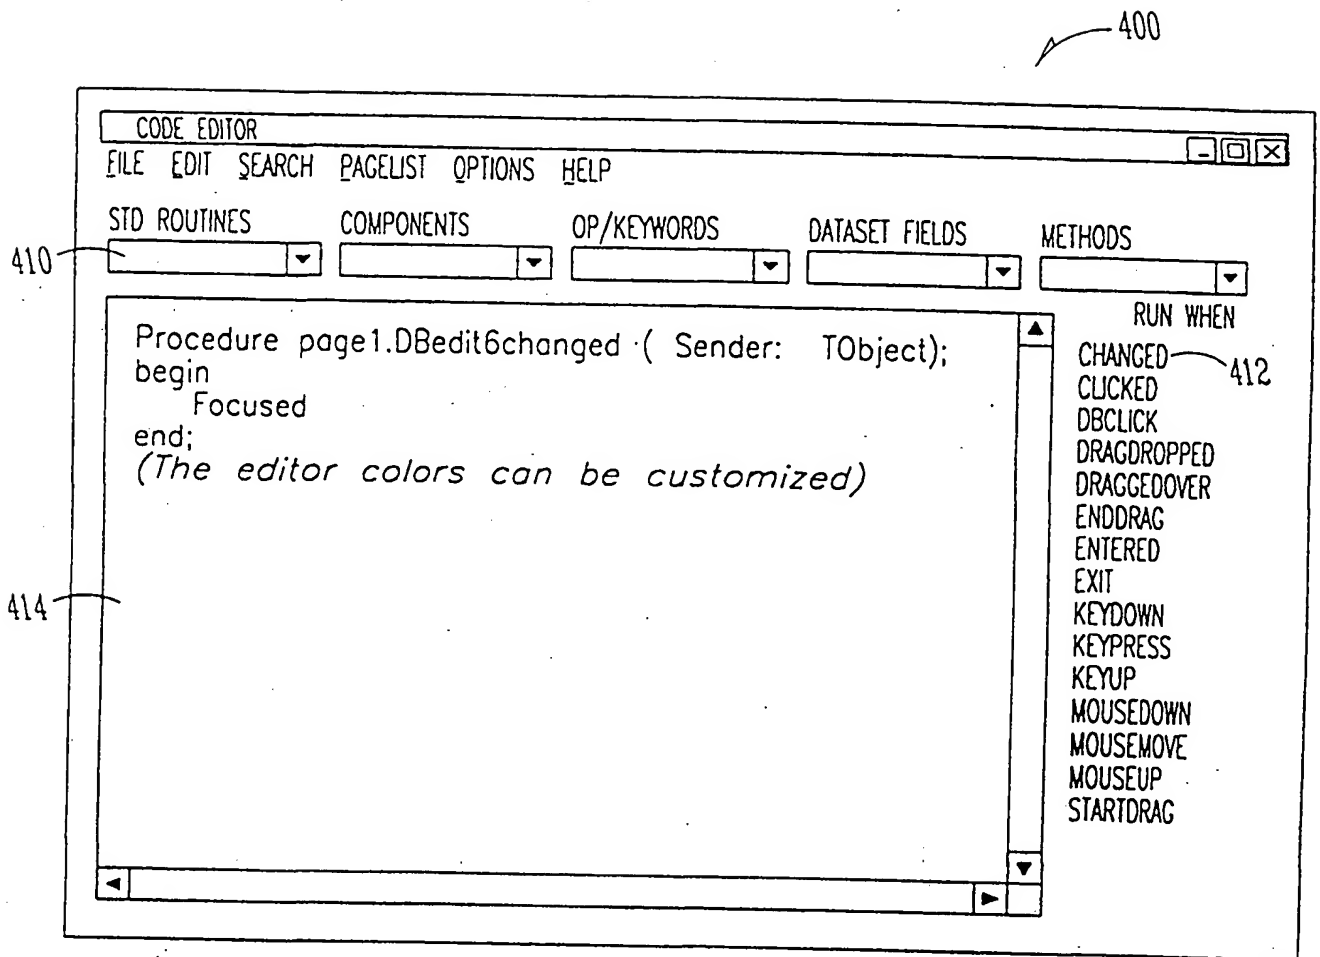 400
CODE EDITOR
FILE EDIT SEARCH PAGELIST OPTIONS HELP
STD ROUTINES COMPONENTS OP/KEYWORDS DATASET FIELDS METHODS
410
RUN WHEN
Procedure page1.DBedit6changed ( Sender: TObject);
begin
Focused
end;
(The editor colors can be customized)
CHANGED 412
CLICKED
DBCLICK
DRAGDROPPED
DRAGGEDOVER
ENDDRAG
ENTERED
EXIT
KEYDOWN
KEYPRESS
KEYUP
MOUSEDOWN
MOUSEMOVE
MOUSEUP
STARTDRAG
414